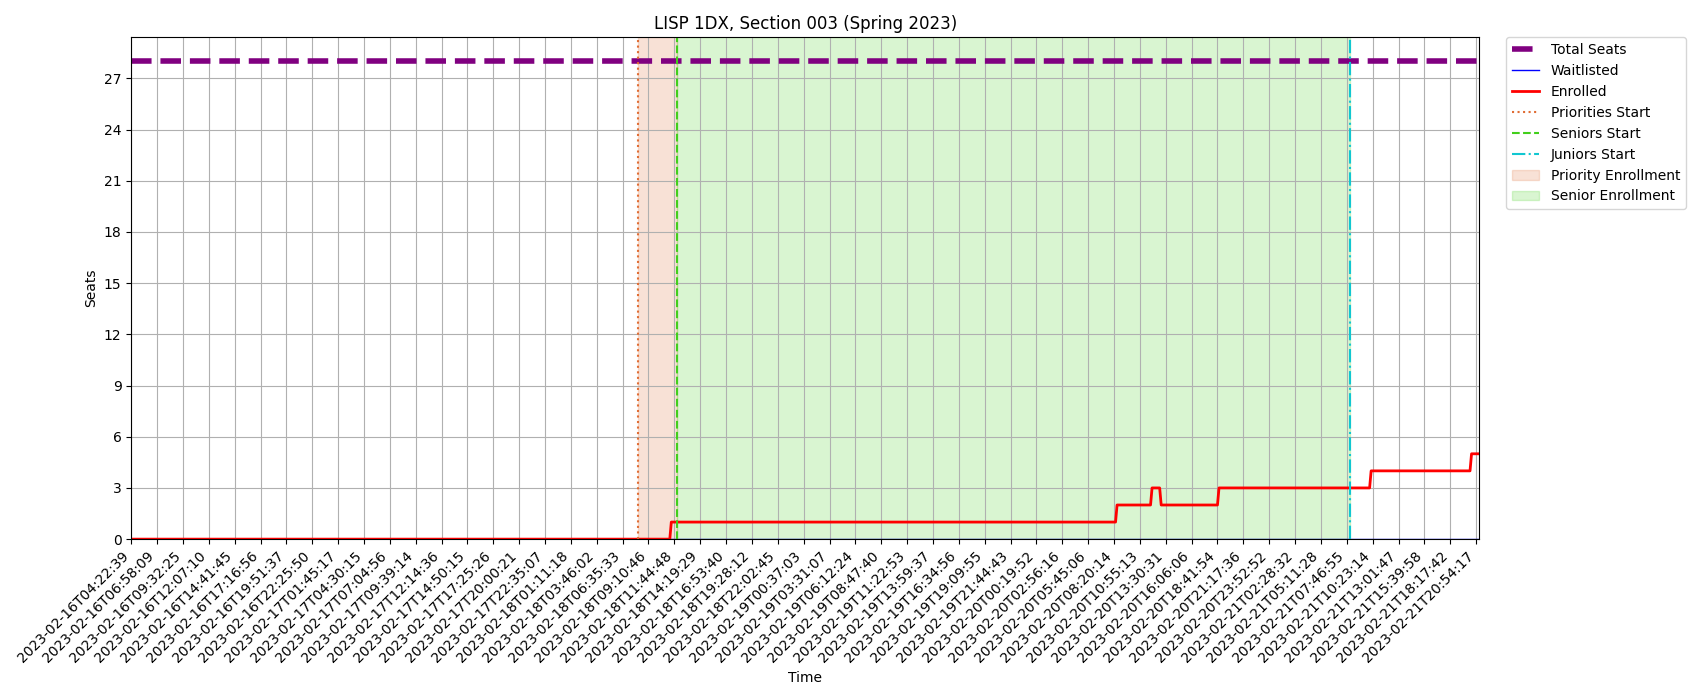 LISP 1DX, Section 003 (Spring 2023)
Total Seats
Waitlisted
Enrolled
Priorities Start
Seniors Start
Juniors Start
Priority Enrollment
Senior Enrollment
Seats
27
24
21
18
15
12
9
6
3
0
2023-02-16T04:22:39
2023-02-16T06:58:09
2023-02-16T09:32:25
2023-02-16T12:07:10
2023-02-16T14:41:45
2023-02-16T17:16:56
2023-02-16T19:51:37
2023-02-16T22:25:50
2023-02-17T01:45:17
2023-02-17T04:30:15
2023-02-17T07:04:56
2023-02-17T09:39:14
2023-02-17T12:14:36
2023-02-17T14:50:15
2023-02-17T17:25:26
2023-02-17T20:00:21
2023-02-17T22:35:07
2023-02-18T01:11:18
2023-02-18T03:46:02
2023-02-18T06:35:33
2023-02-18T09:10:46
2023-02-18T11:44:48
2023-02-18T14:19:29
2023-02-18T16:53:40
2023-02-18T19:28:12
2023-02-18T22:02:45
2023-02-19T00:37:03
2023-02-19T03:31:07
2023-02-19T06:12:24
2023-02-19T08:47:40
2023-02-19T11:22:53
2023-02-19T13:59:37
2023-02-19T16:34:56
2023-02-19T19:09:55
2023-02-19T21:44:43
2023-02-20T00:19:52
2023-02-20T02:56:16
2023-02-20T05:45:06
2023-02-20T08:20:14
2023-02-20T10:55:13
2023-02-20T13:30:31
2023-02-20T16:06:06
2023-02-20T18:41:54
2023-02-20T21:17:36
2023-02-20T23:52:52
2023-02-21T02:28:32
2023-02-21T05:11:28
2023-02-21T07:46:55
2023-02-21T10:23:14
2023-02-21T13:01:47
2023-02-21T15:39:58
2023-02-21T18:17:42
2023-02-21T20:54:17
Time